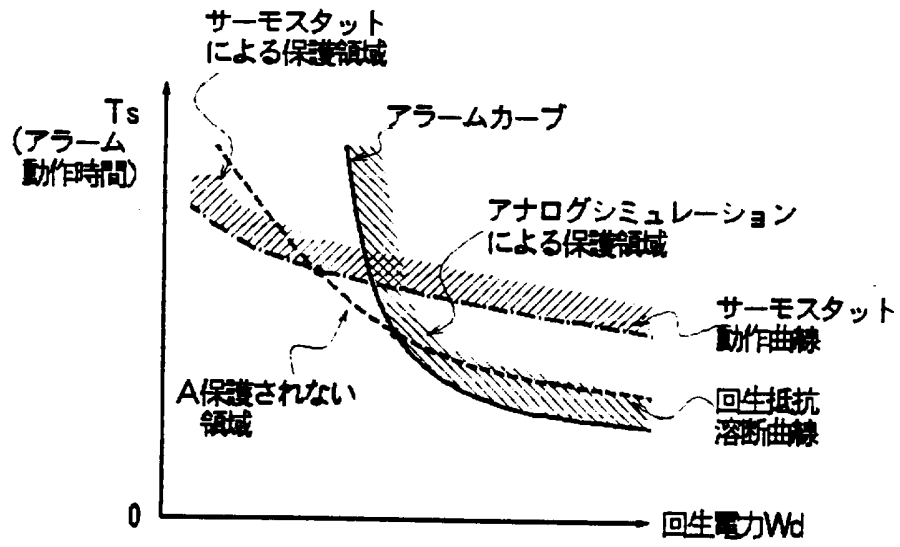 サーモスタット
による保護領域
Ts
(アラーム
動作時間)
アラームカーブ
アナログシミュレーション
による保護領域
サーモスタット
動作曲線
A保護されない
領域
回生抵抗
溶断曲線
0
回生電力Wd